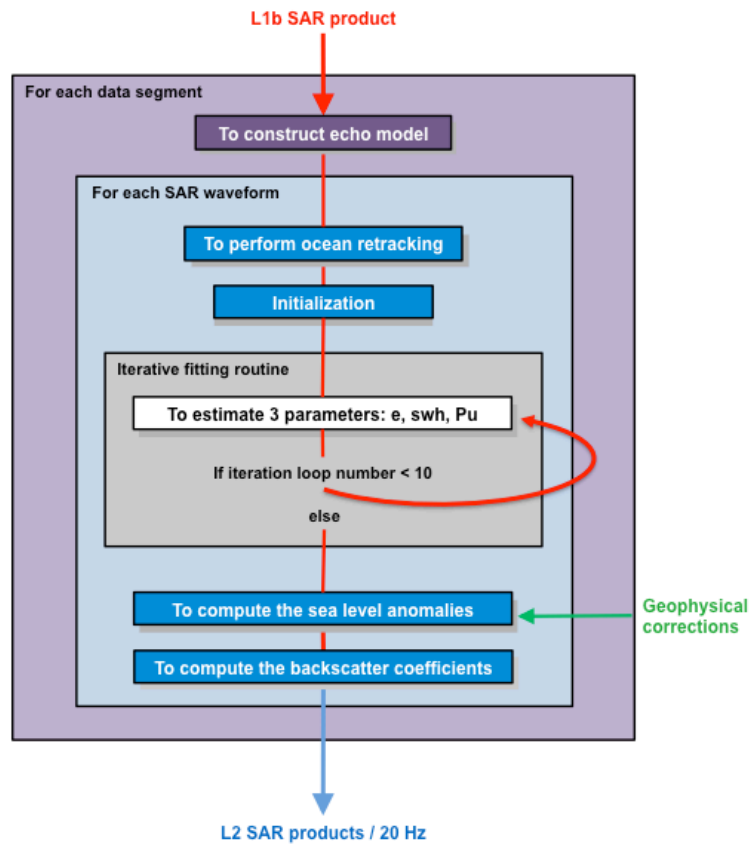 L1b SAR product
For each data segment
To construct echo model
For each SAR waveform
To perform ocean retracking
Initialization
Iterative fitting routine
To estimate 3 parameters: e, swh, Pu
If iteration loop number < 10
else
To compute the sea level anomalies
Geophysical
corrections
To compute the backscatter coefficients
L2 SAR products / 20 Hz